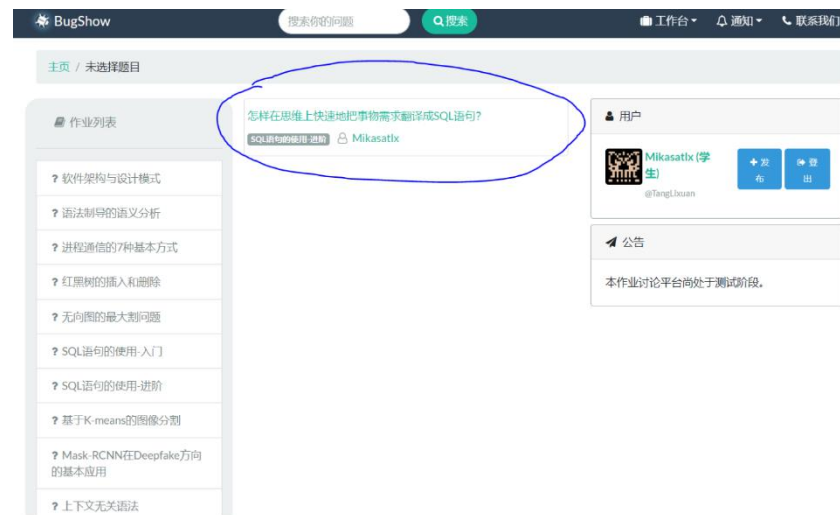 BugShow
搜索你的问题
搜索
工作台
通知
联系我们
主页 / 未选择题目
作业列表
? 软件架构与设计模式
? 语法制导的语义分析
? 进程通信的7种基本方式
? 红黑树的插入和删除
? 无向图的最大割问题
? SQL语句的使用-入门
? SQL语句的使用-进阶
? 基于K-means的图像分割
? Mask-RCNN在Deepfake方向
的基本应用
? 上下文无关语法
怎样在思维上快速地把事物需求翻译成SQL语句?
SQL语句的使用-进阶 Mikasatlx
用户
Mikasatlx (学
生)
@TangLixuan
发
布
登
出
公告
本作业讨论平台尚处于测试阶段。